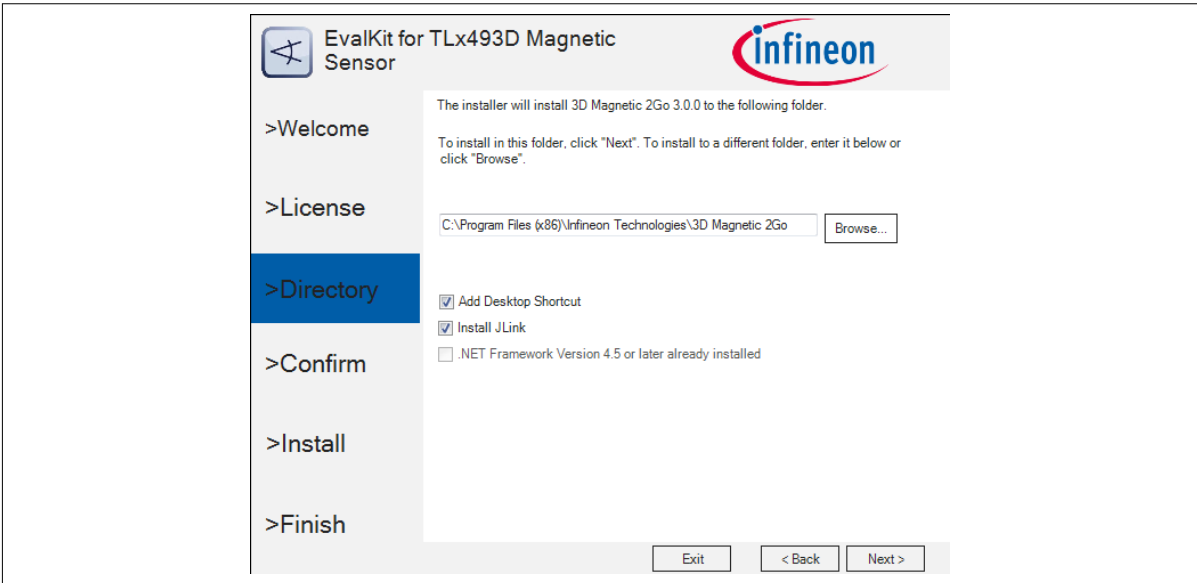 EvalKit for TLx493D Magnetic
Sensor
infineon
The installer will install 3D Magnetic 2Go 3.0.0 to the following folder.
>Welcome
To install in this folder, click "Next". To install to a different folder, enter it below or
click "Browse".
>License
C:\Program Files (x86)\Infineon Technologies\3D Magnetic 2Go
Browse...
>Directory
Add Desktop Shortcut
Install JLink
.NET Framework Version 4.5 or later already installed
>Confirm
>Install
>Finish
Exit
< Back
Next >